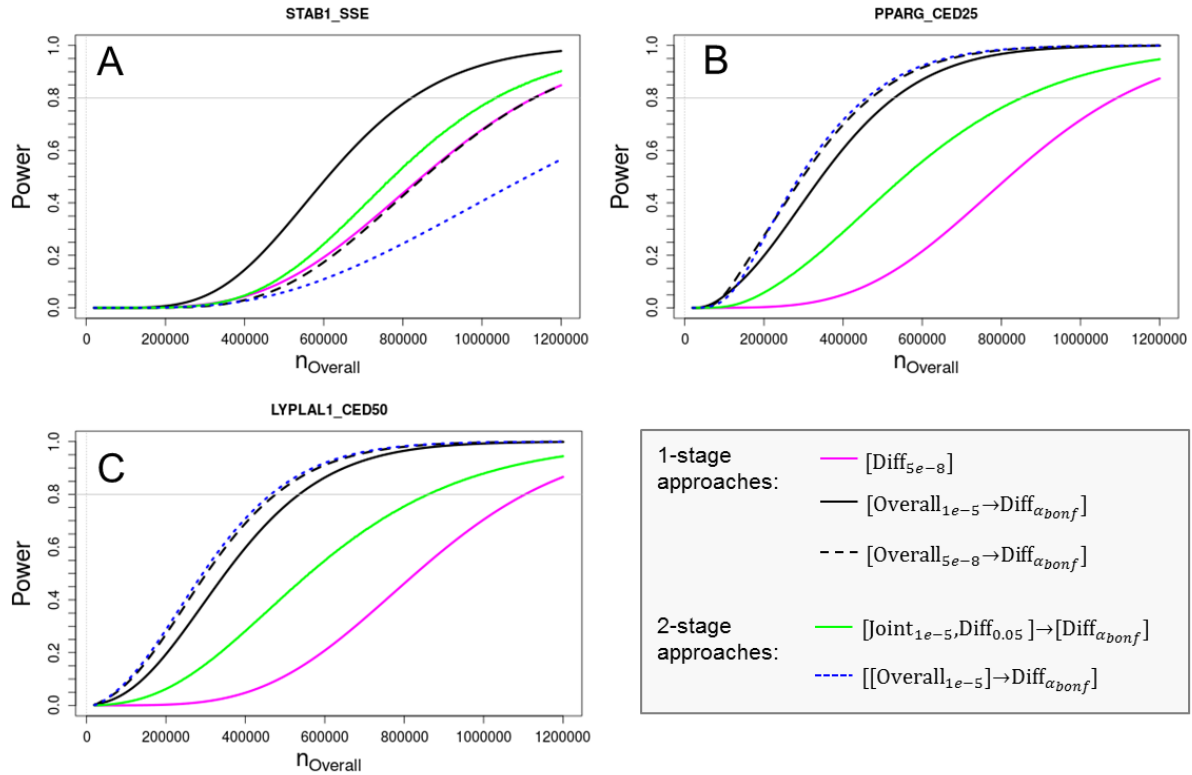 STAB1_SSE
A
Power
0.0 0.2 0.4 0.6 0.8 1.0
0 200000 400000 600000 800000 1000000 1200000
nOverall
PPARG_CED25
B
Power
0.0 0.2 0.4 0.6 0.8 1.0
0 200000 400000 600000 800000 1000000 1200000
nOverall
LYPLAL1_CED50
C
Power
0.0 0.2 0.4 0.6 0.8 1.0
0 200000 400000 600000 800000 1000000 1200000
nOverall
1-stage
approaches:
[Diff5e−8]
[Overall1e−5→Diffαbonf]
[Overall5e−8→Diffαbonf]
2-stage
approaches:
[Joint1e−5,Diff0.05]→[Diffαbonf]
[[Overall1e−5]→Diffαbonf]